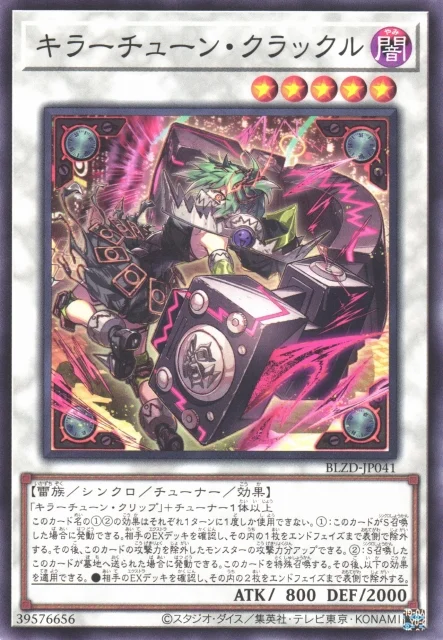 キラーチューン・クラックル
闇
BLZD-JP041
【雷族／シンクロ／チューナー／効果】
「キラーチューン・クリップ」＋チューナー１体以上
このカード名の①②の効果はそれぞれ１ターンに１度しか使用できない。①：このカードがＳ召喚
した場合に発動できる。相手のＥＸデッキを確認し、その内の１枚をエンドフェイズまで表側で除外
する。その後、このカードの攻撃力を除外したモンスターの攻撃力分アップできる。②：Ｓ召喚した
このカードが墓地へ送られた場合に発動できる。このカードを特殊召喚する。その後、以下の効果
を適用できる。●相手のＥＸデッキを確認し、その内の２枚をエンドフェイズまで表側で除外する。
ATK/ 800 DEF/2000
39576656
©スタジオ・ダイス／集英社・テレビ東京・KONAMI